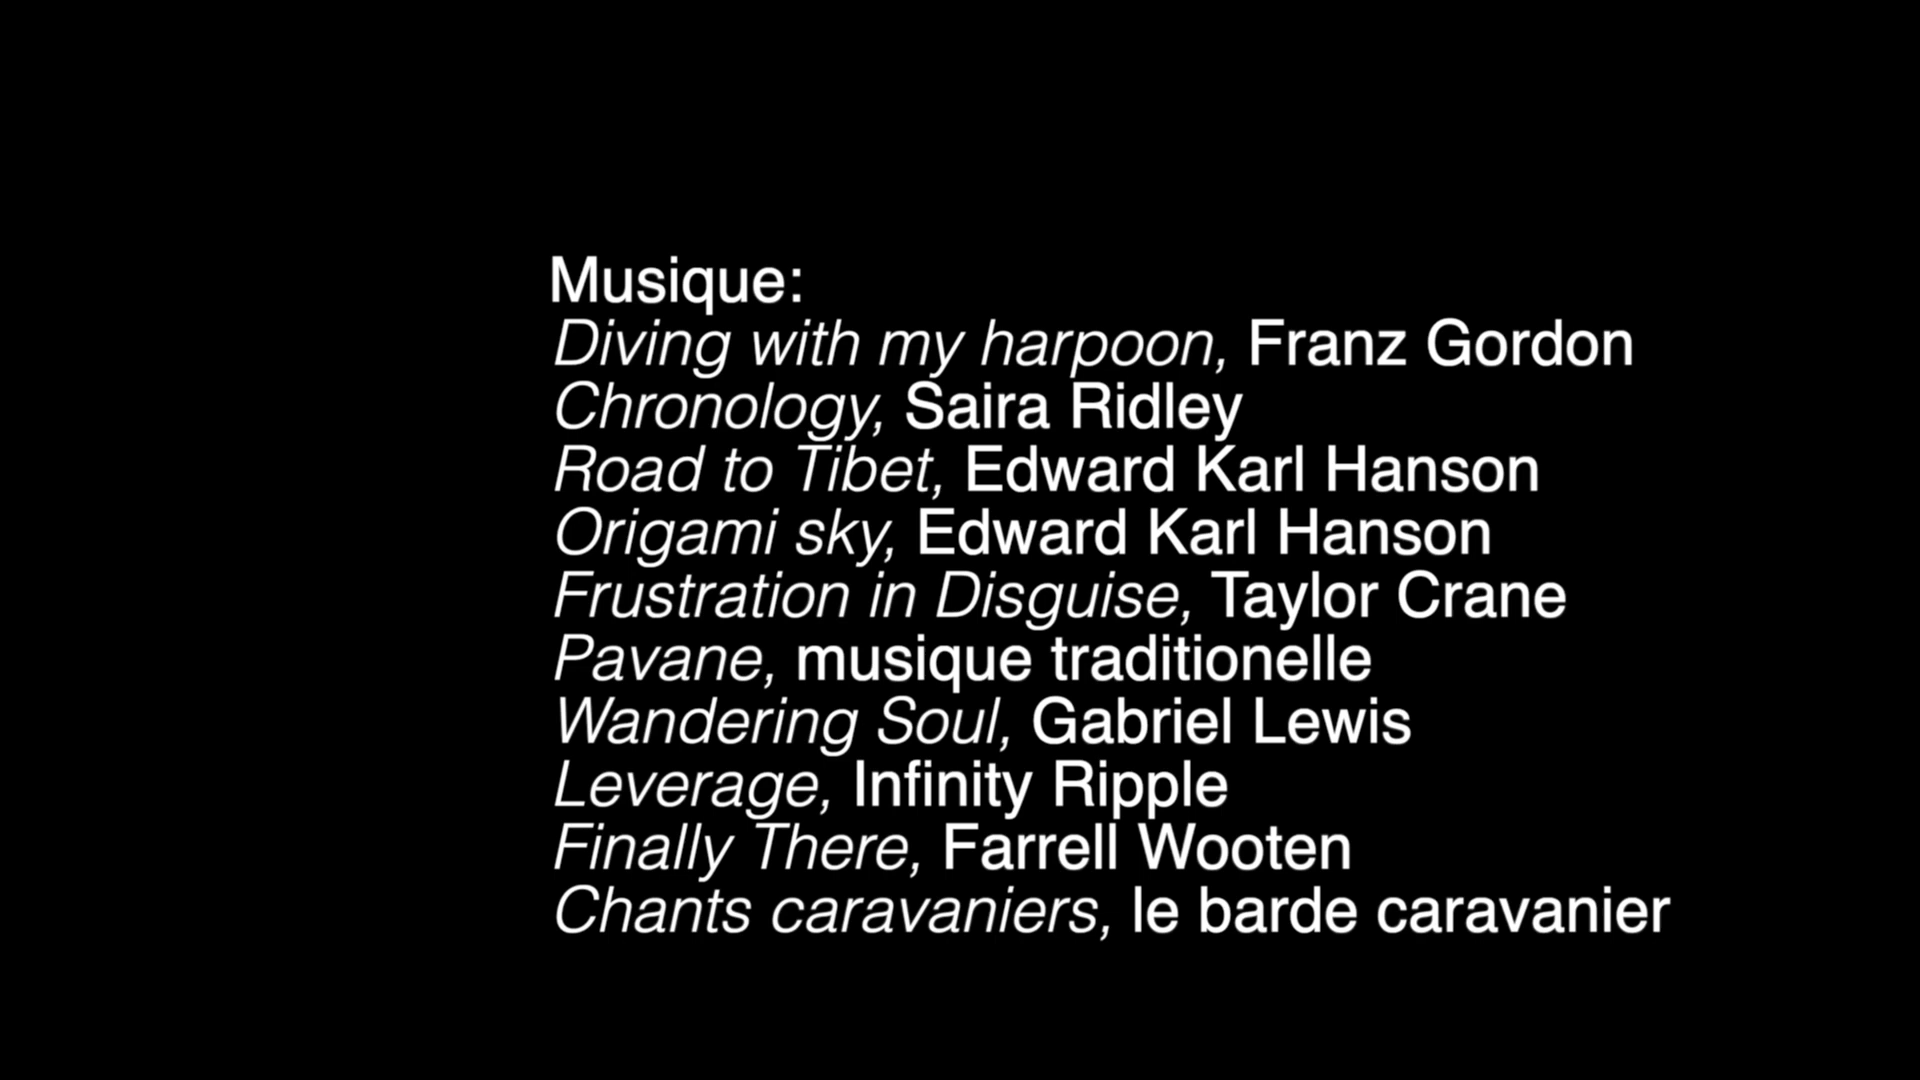 Musique:
Diving with my harpoon, Franz Gordon
Chronology, Saira Ridley
Road to Tibet, Edward Karl Hanson
Origami sky, Edward Karl Hanson
Frustration in Disguise, Taylor Crane
Pavane, musique traditionelle
Wandering Soul, Gabriel Lewis
Leverage, Infinity Ripple
Finally There, Farrell Wooten
Chants caravaniers, le barde caravanier